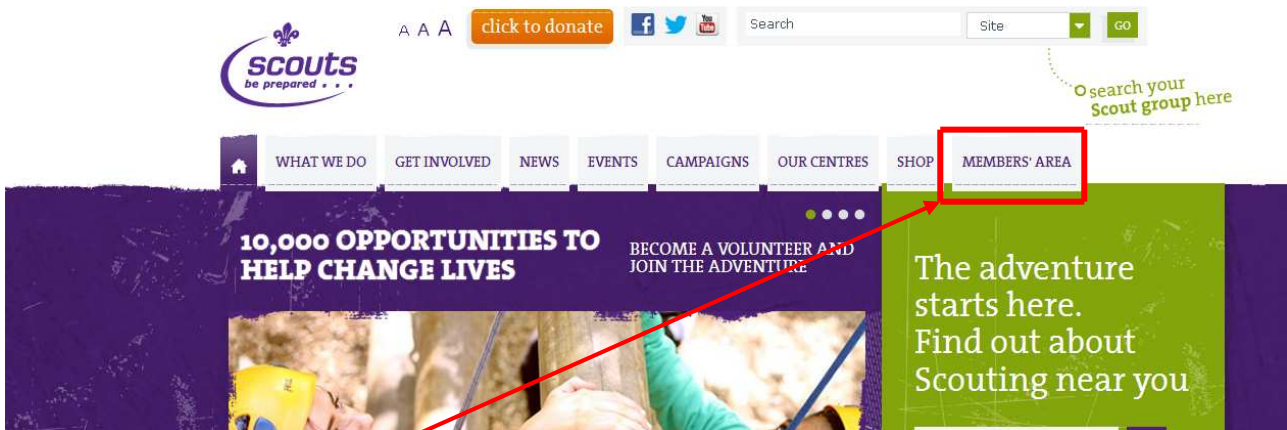 A A A
click to donate
You Tube
Search
Site
GO
scouts
be prepared . . .
search your
Scout group here
WHAT WE DO
GET INVOLVED
NEWS
EVENTS
CAMPAIGNS
OUR CENTRES
SHOP
MEMBERS' AREA
10,000 OPPORTUNITIES TO
HELP CHANGE LIVES
BECOME A VOLUNTEER AND
JOIN THE ADVENTURE
The adventure
starts here.
Find out about
Scouting near you